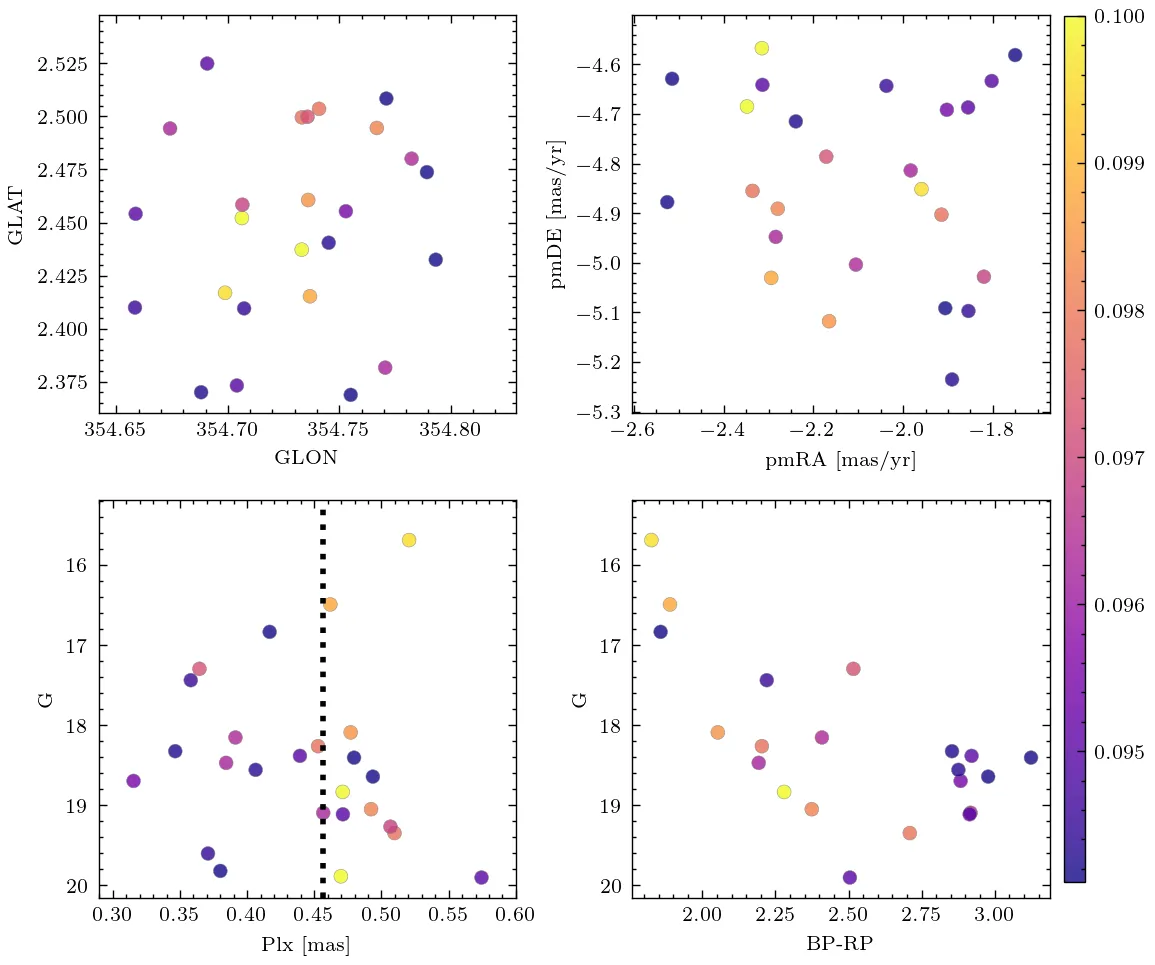 2.525
2.500
2.475
2.450
2.425
2.400
2.375
GLAT
354.65 354.70 354.75 354.80
GLON
−4.6
−4.7
−4.8
−4.9
−5.0
−5.1
−5.2
−5.3
pmDE [mas/yr]
−2.6 −2.4 −2.2 −2.0 −1.8
pmRA [mas/yr]
0.100
0.099
0.098
0.097
0.096
0.095
16
17
18
19
20
G
0.30 0.35 0.40 0.45 0.50 0.55 0.60
Plx [mas]
16
17
18
19
20
G
2.00 2.25 2.50 2.75 3.00
BP-RP